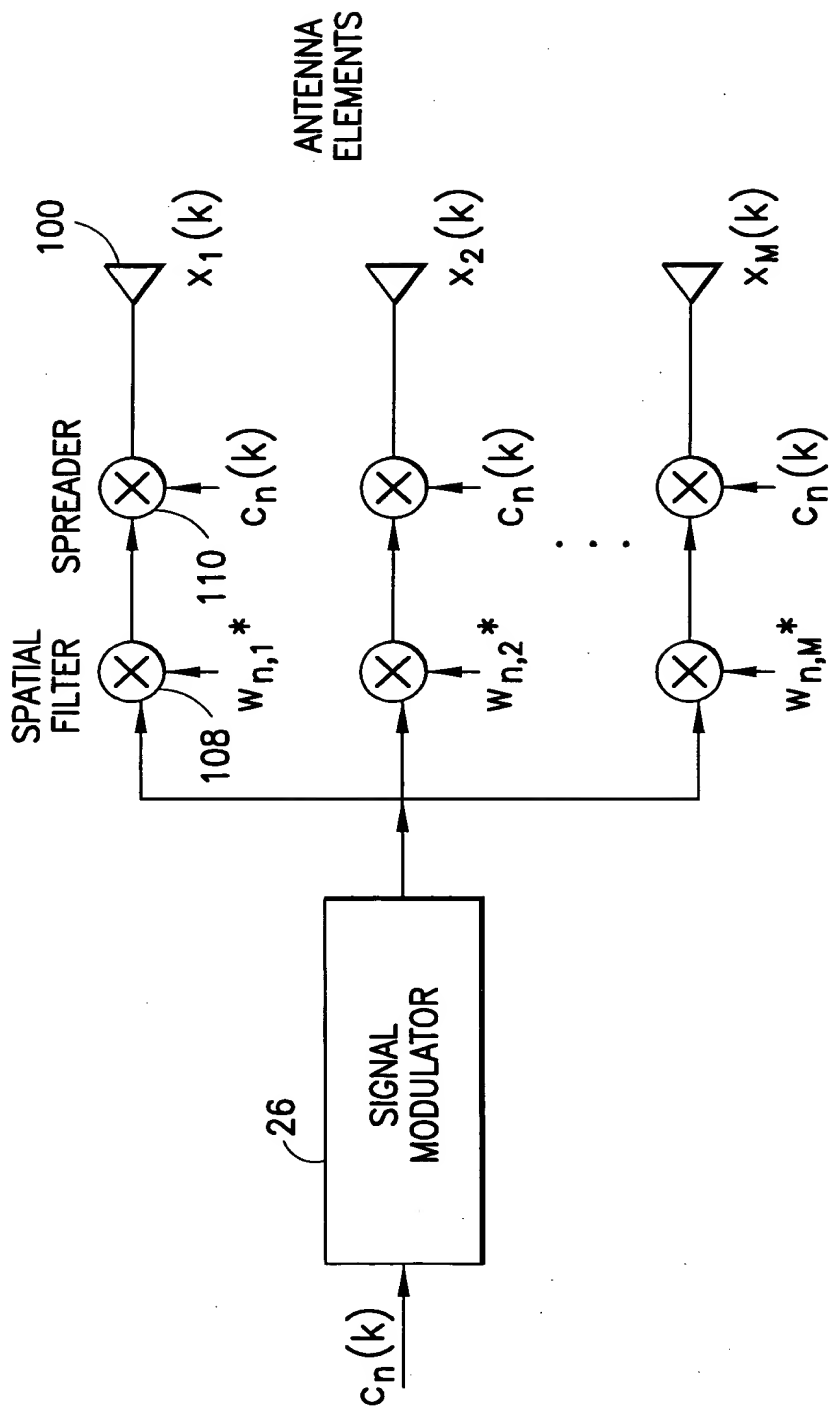 SPATIAL
FILTER
SPREADER
ANTENNA
ELEMENTS
100
x1(k)
108
110
wn,1*
cn(k)
x2(k)
wn,2*
cn(k)
. . .
xM(k)
wn,M*
cn(k)
26
SIGNAL
MODULATOR
cn(k)